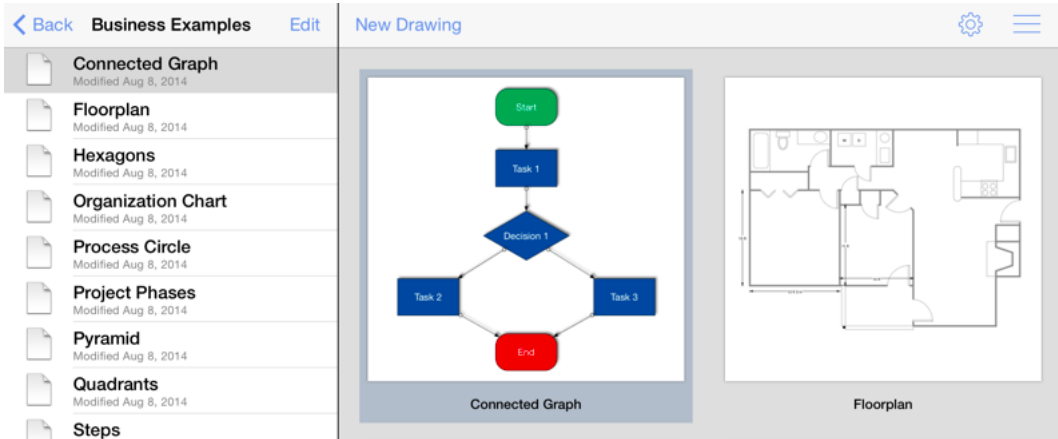 Back Business Examples Edit
Connected Graph
Modified Aug 8, 2014
Floorplan
Modified Aug 8, 2014
Hexagons
Modified Aug 8, 2014
Organization Chart
Modified Aug 8, 2014
Process Circle
Modified Aug 8, 2014
Project Phases
Modified Aug 8, 2014
Pyramid
Modified Aug 8, 2014
Quadrants
Modified Aug 8, 2014
Steps
New Drawing
Start
Task 1
Decision 1
Task 2 Task 3
End
Connected Graph
Floorplan